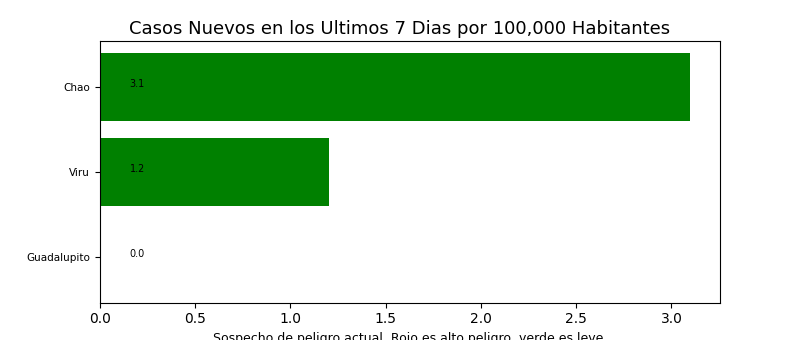 Casos Nuevos en los Ultimos 7 Dias por 100,000 Habitantes
Chao
3.1
Viru
1.2
Guadalupito
0.0
0.0 0.5 1.0 1.5 2.0 2.5 3.0
Sospecho de peligro actual. Rojo es alto peligro, verde es leve